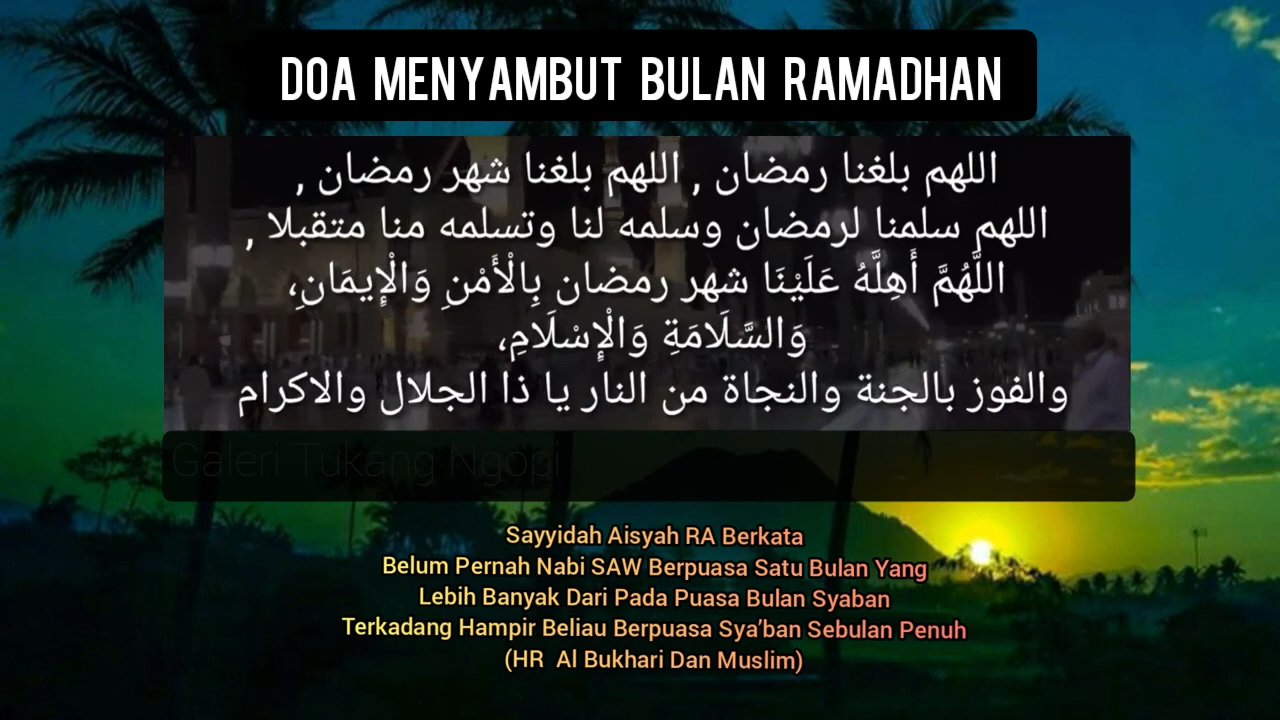 DOA MENYAMBUT BULAN RAMADHAN
اللهم بلغنا رمضان , اللهم بلغنا شهر رمضان ,
اللهم سلمنا لرمضان وسلمه لنا وتسلمه منا متقبلا ,
اللَّهُمَّ أَهِلَّهُ عَلَيْنَا شهر رمضان بِالْأَمْنِ وَالْإِيمَانِ،
وَالسَّلَامَةِ وَالْإِسْلَامِ،
والفوز بالجنة والنجاة من النار يا ذا الجلال والاكرام
Galeri Tukang Ngopi
Sayyidah Aisyah RA Berkata
Belum Pernah Nabi SAW Berpuasa Satu Bulan Yang
Lebih Banyak Dari Pada Puasa Bulan Syaban
Terkadang Hampir Beliau Berpuasa Sya’ban Sebulan Penuh
(HR Al Bukhari Dan Muslim)